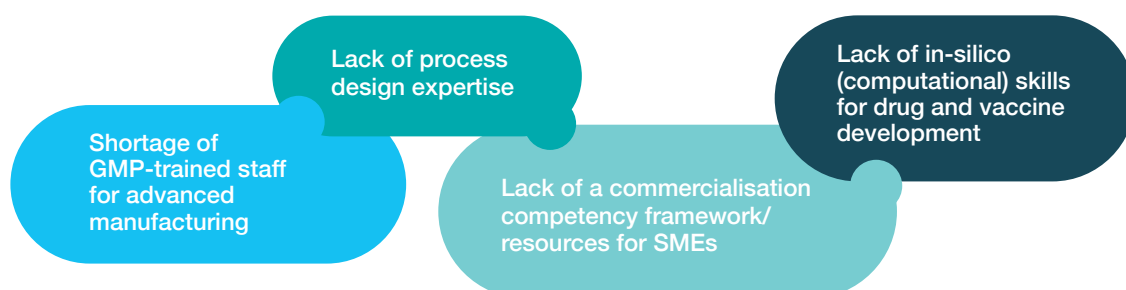 Shortage of
GMP-trained staff
for advanced
manufacturing
Lack of process
design expertise
Lack of a commercialisation
competency framework/
resources for SMEs
Lack of in-silico
(computational) skills
for drug and vaccine
development